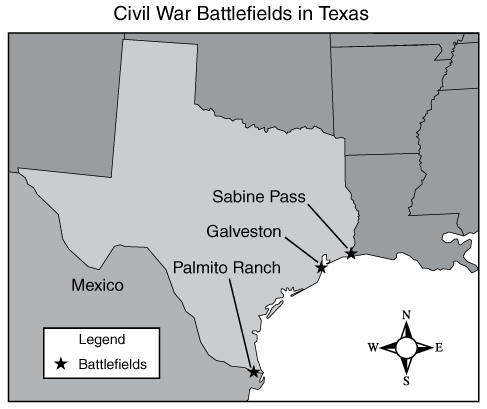 Civil War Battlefields in Texas
Sabine Pass
Galveston
Palmito Ranch
Mexico
Legend
Battlefields
N
W E
S